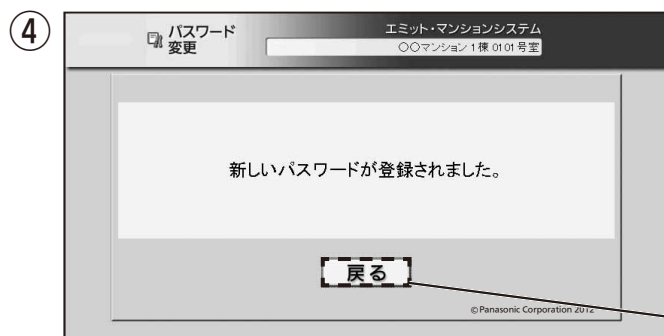 ④
パスワード
変更
エミット・マンションシステム
〇〇マンション 1 棟 0101 号室
新しいパスワードが登録されました。
戻る
© Panasonic Corporation 2012